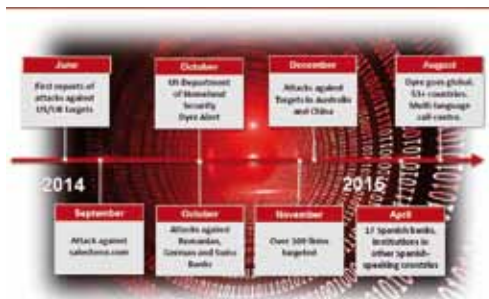 June
First reports of
attacks against
US/UK targets
October
US Department
of Homeland
Security
Dyre Alert
December
Attacks against
Targets in Australia
and China
August
Dyre goes global.
countries.
Multi-language
call-centre.
2014
September
Attack against
salesforce.com
October
Attacks against
Romanian,
German and Swiss
Banks
November
Over 100 firms
targeted
April
17 Spanish banks,
institutions in
other Spanish-
speaking countries